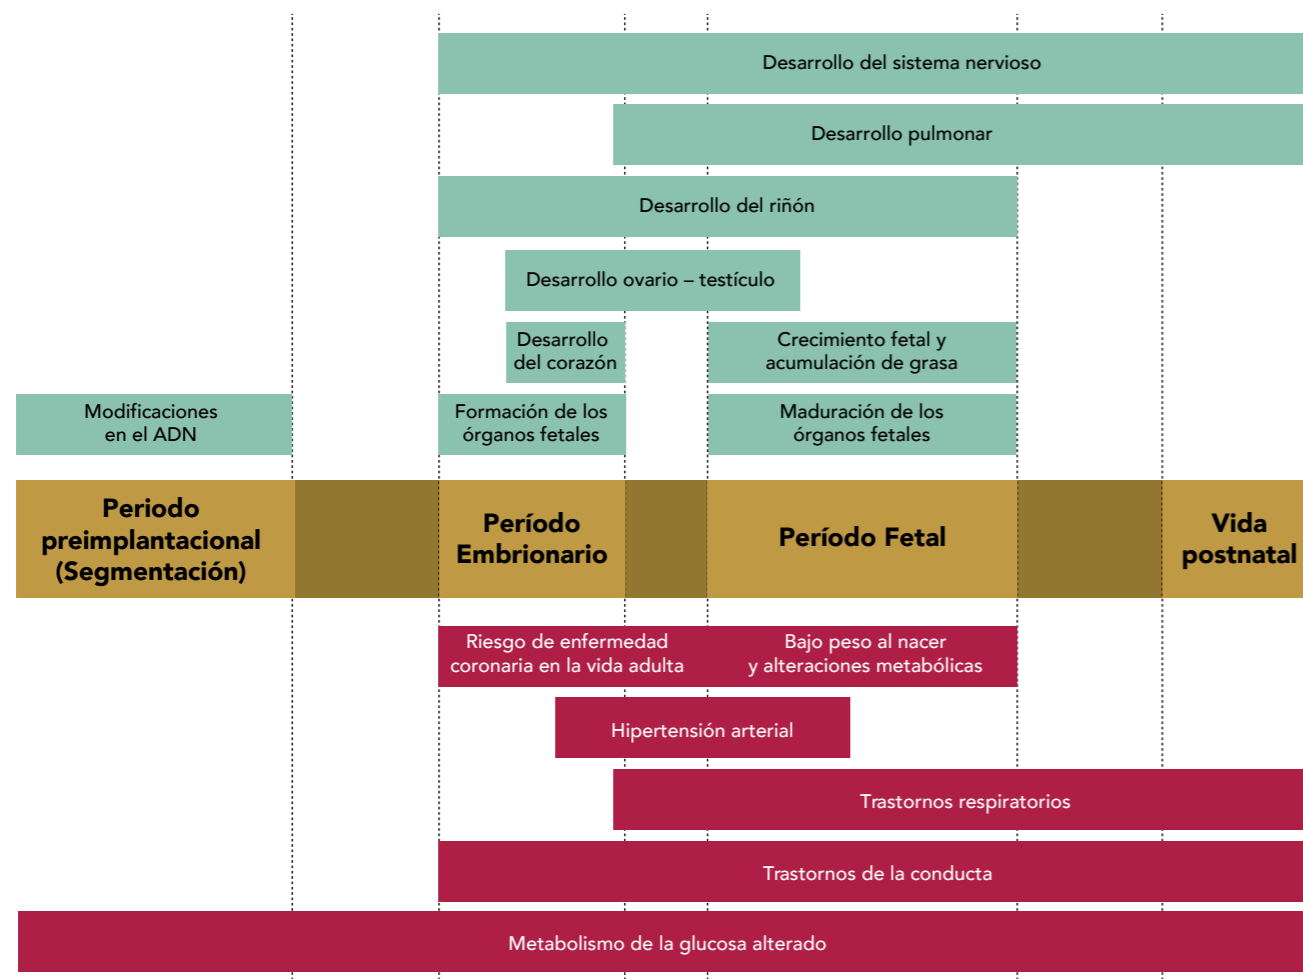 Desarrollo del sistema nervioso
Desarrollo pulmonar
Desarrollo del riñón
Desarrollo ovario – testículo
Desarrollo
del corazón
Crecimiento fetal y
acumulación de grasa
Modificaciones
en el ADN
Formación de los
órganos fetales
Maduración de los
órganos fetales
Periodo
preimplantacional
(Segmentación)
Período
Embrionario
Período Fetal
Vida
postnatal
Riesgo de enfermedad
coronaria en la vida adulta
Bajo peso al nacer
y alteraciones metabólicas
Hipertensión arterial
Trastornos respiratorios
Trastornos de la conducta
Metabolismo de la glucosa alterado